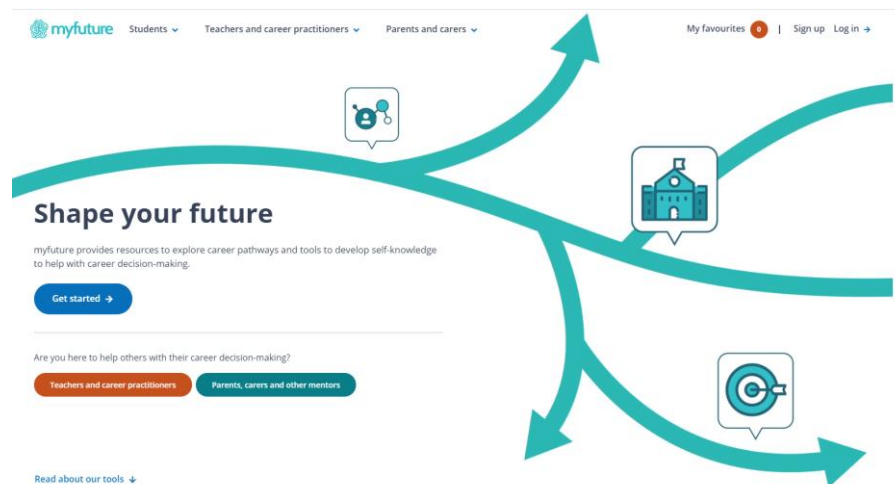 myfuture Students Teachers and career practitioners Parents and carers My favourites 0 | Sign up Log in →
Shape your future
myfuture provides resources to explore career pathways and tools to develop self-knowledge
to help with career decision-making.
Get started →
Are you here to help others with their career decision-making?
Teachers and career practitioners Parents, carers and other mentors
Read about our tools ↓